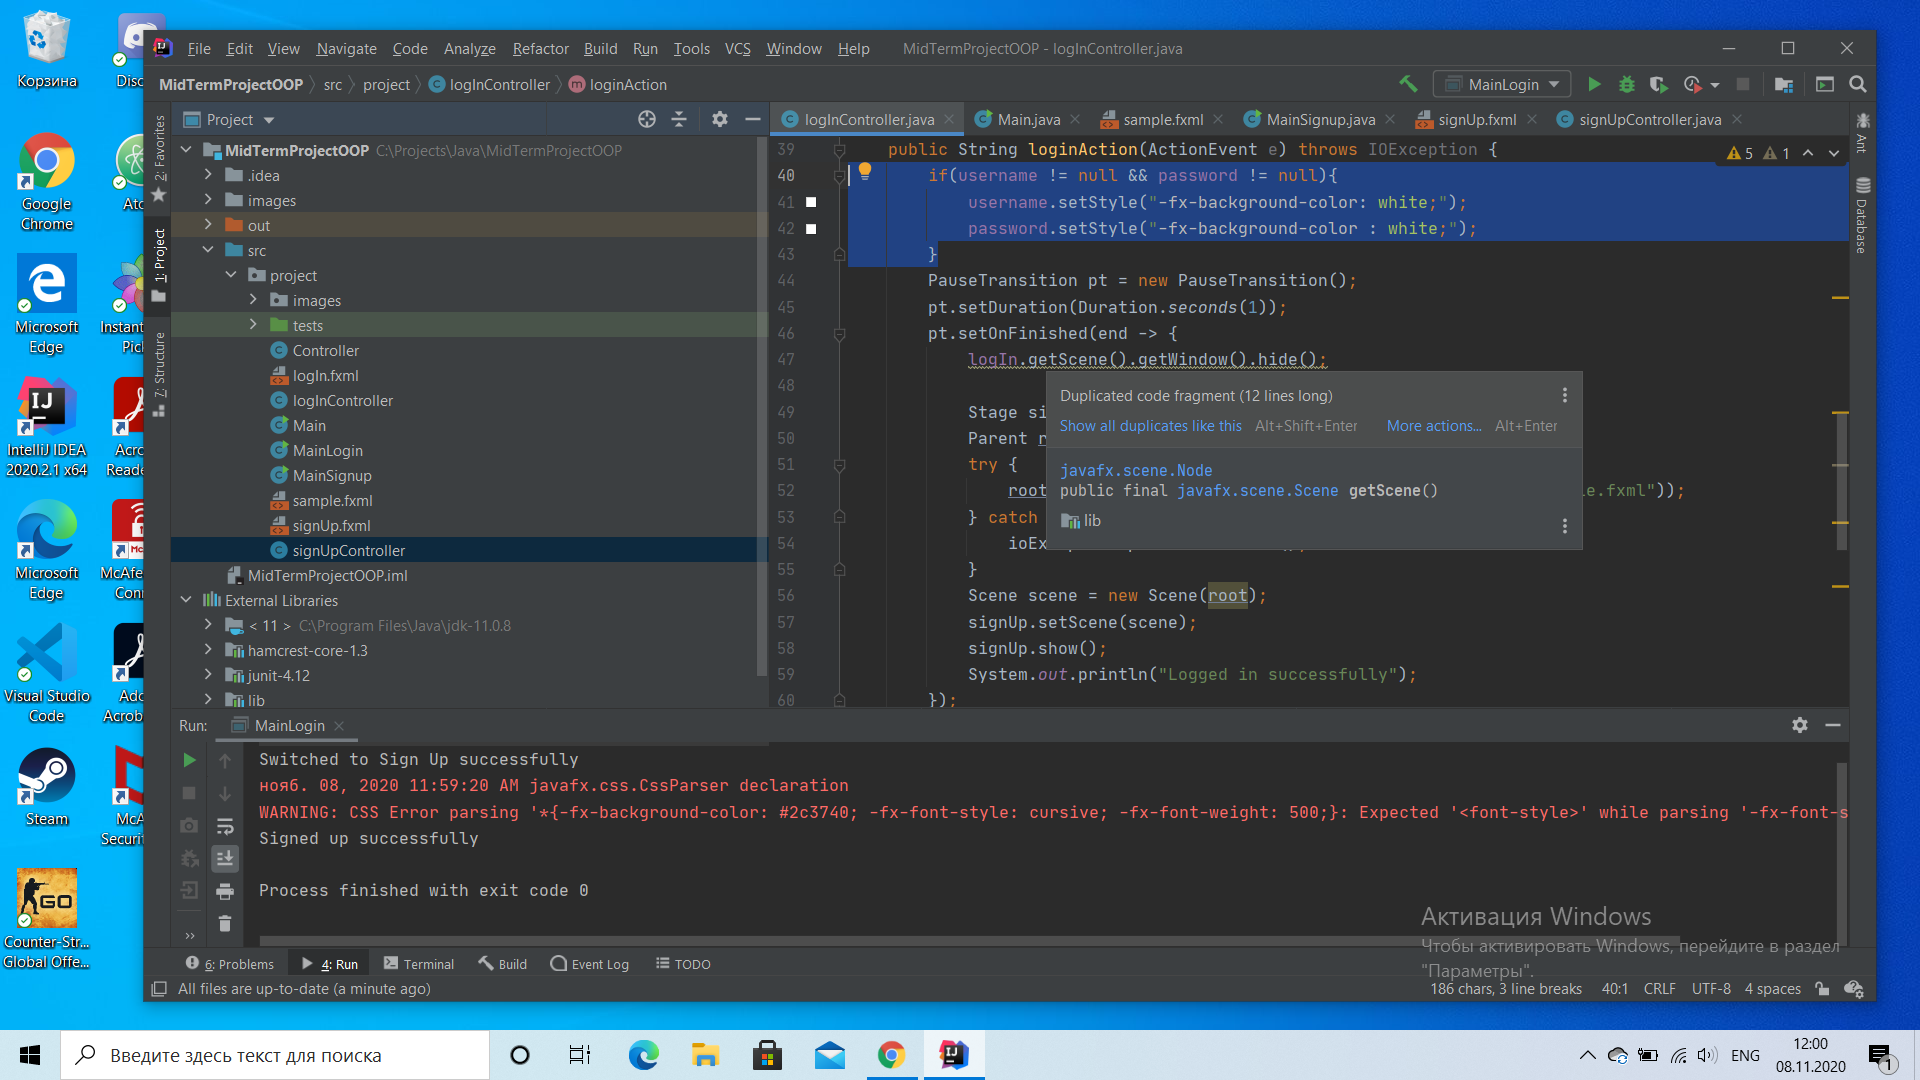 Корзина
Disc
Google
Chrome
Ato
Microsoft
Edge
Instant
Pic
IntelliJ IDEA
2020.2.1 x64
Acro
Reade
Microsoft
Edge
McAfe
Conn
Visual Studio
Code
Ado
Acroba
Steam
McA
Securit
Counter-Str...
Global Offe...
File Edit View Navigate Code Analyze Refactor Build Run Tools VCS Window Help MidTermProjectOOP - logInController.java
MidTermProjectOOP src project logInController loginAction
MainLogin
2: Favorites
1: Project
7: Structure
Project
MidTermProjectOOP C:\Projects\Java\MidTermProjectOOP
.idea
images
out
src
project
images
tests
Controller
logIn.fxml
logInController
Main
MainLogin
MainSignup
sample.fxml
signUp.fxml
signUpController
MidTermProjectOOP.iml
External Libraries
< 11 > C:\Program Files\Java\jdk-11.0.8
hamcrest-core-1.3
junit-4.12
lib
logInController.java Main.java sample.fxml MainSignup.java signUp.fxml signUpController.java
Ant
Database
5 1
39 public String loginAction(ActionEvent e) throws IOException {
40 if(username != null && password != null){
41 username.setStyle("-fx-background-color: white;");
42 password.setStyle("-fx-background-color : white;");
43 }
44 PauseTransition pt = new PauseTransition();
45 pt.setDuration(Duration.seconds(1));
46 pt.setOnFinished(end -> {
47 logIn.getScene().getWindow().hide();
48
49 Stage si
50 Parent r
51 try {
52 root e.fxml"));
53 } catch
54 ioEx
55 }
56 Scene scene = new Scene(root);
57 signUp.setScene(scene);
58 signUp.show();
59 System.out.println("Logged in successfully");
60 });
Duplicated code fragment (12 lines long)
Show all duplicates like this Alt+Shift+Enter More actions... Alt+Enter
javafx.scene.Node
public final javafx.scene.Scene getScene()
lib
Run: MainLogin
Switched to Sign Up successfully
нояб. 08, 2020 11:59:20 AM javafx.css.CssParser declaration
WARNING: CSS Error parsing '*{-fx-background-color: #2c3740; -fx-font-style: cursive; -fx-font-weight: 500;}: Expected '<font-style>' while parsing '-fx-font-s
Signed up successfully
Process finished with exit code 0
Активация Windows
Чтобы активировать Windows, перейдите в раздел
"Параметры".
6: Problems 4: Run Terminal Build Event Log TODO
All files are up-to-date (a minute ago) 186 chars, 3 line breaks 40:1 CRLF UTF-8 4 spaces
Введите здесь текст для поиска
ENG
12:00
08.11.2020
1